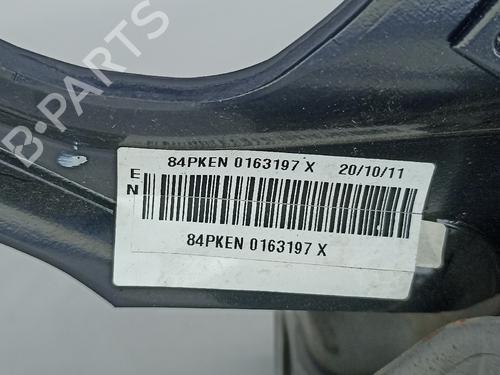 B-PARTS
84PKEN 0163197 X 20/10/11
E
N
84PKEN 0163197 X